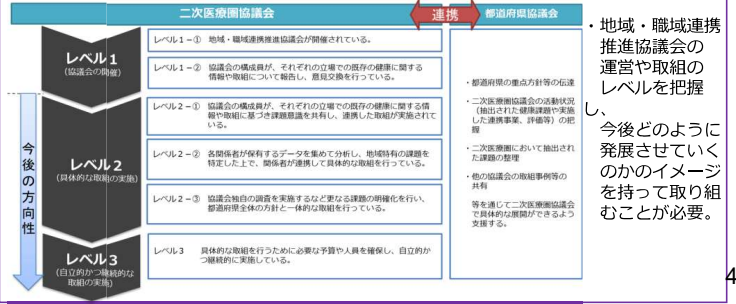 二次医療圏協議会
連携
都道府県協議会
レベル1
(協議会の開催)
レベル1-① 地域・職域連携推進協議会が開催されている。
レベル1-② 協議会の構成員が、それぞれの立場での既存の健康に関する
情報や取組について報告し、意見交換を行っている。
今後の方向性
レベル2
(具体的な取組の実施)
レベル2-① 協議会の構成員が、それぞれの立場での既存の健康に関する情
報や取組に基づき課題意識を共有し、連携した取組が実施されて
いる。
レベル2-② 各関係者が保有するデータを集めて分析し、地域特有の課題を
特定した上で、関係者が連携して具体的な取組を行っている。
レベル2-③ 協議会独自の調査を実施するなど更なる課題の明確化を行い、
都道府県全体の方針と一体的な取組を行っている。
レベル3
(自立的かつ継続的な
取組の実施)
レベル3 具体的な取組を行うために必要な予算や人員を確保し、自立的か
つ継続的に実施している。
・都道府県の重点方針等の伝達
・二次医療圏協議会の活動状況
(抽出された健康課題や実施
した連携事業、評価等)の把
握
・二次医療圏において抽出され
た課題の整理
・他の協議会の取組事例等の
共有
等を通じて二次医療圏協議会
で具体的な展開ができるよう
支援する。
・地域・職域連携
推進協議会の
運営や取組の
レベルを把握
し、
今後どのように
発展させていく
のかのイメージ
を持って取り組
むことが必要。
4